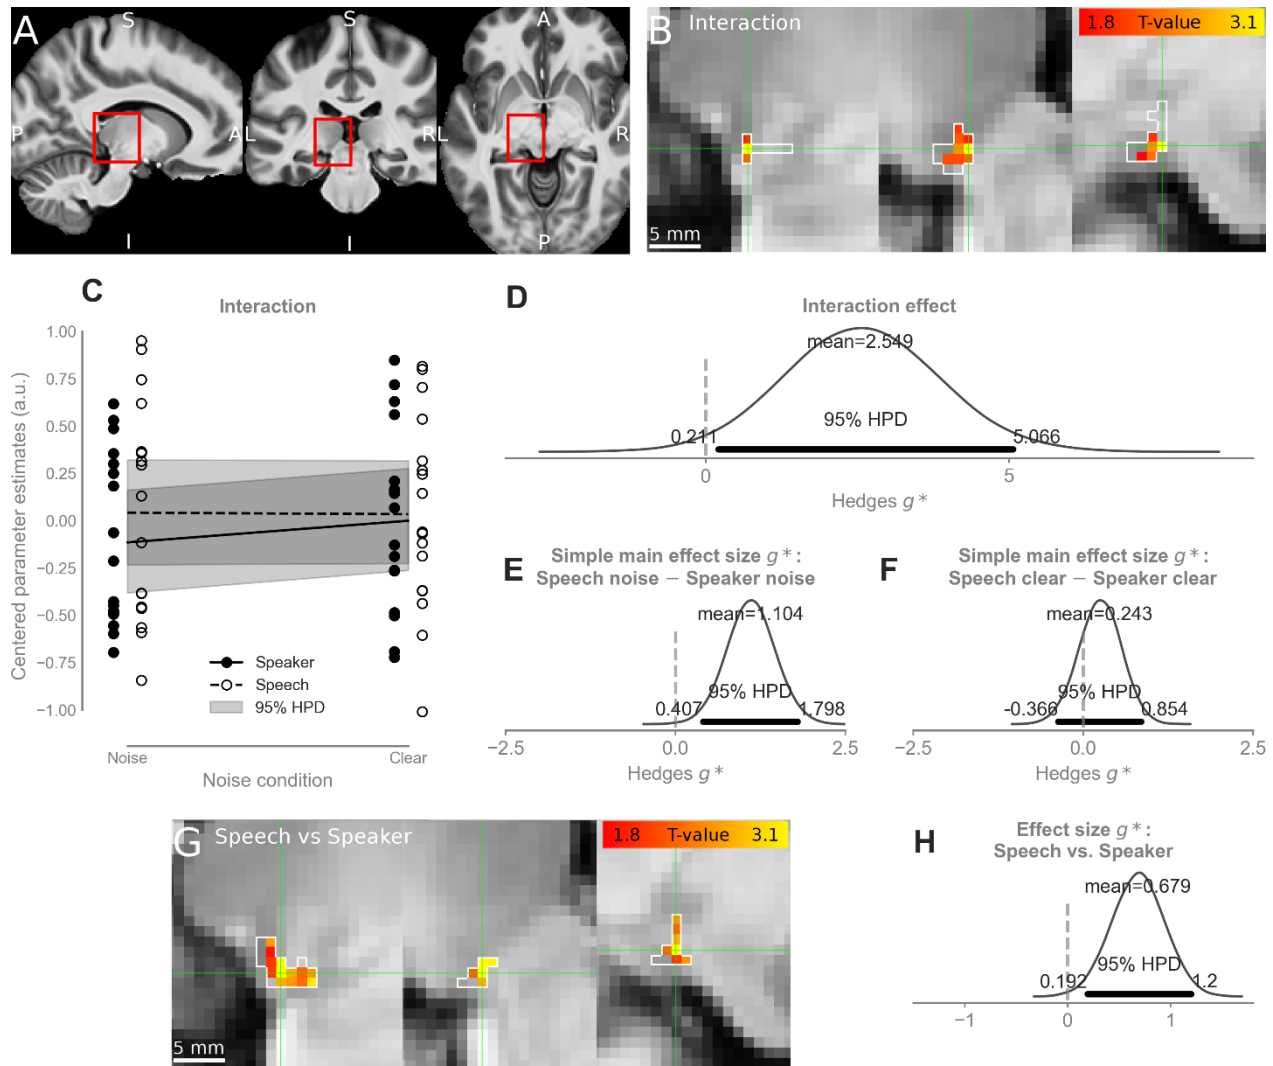 A
S
S
A
P
A
L
R
L
R
I
I
P
B
Interaction
1.8 T-value 3.1
5 mm
C
Interaction
1.00
0.75
0.50
0.25
0.00
−0.25
−0.50
−0.75
−1.00
Centered parameter estimates (a.u.)
Speaker
Speech
95% HPD
Noise
Clear
Noise condition
D
Interaction effect
mean=2.549
95% HPD
0.211
5.066
0
5
Hedges g*
E
Simple main effect size g*:
Speech noise − Speaker noise
mean=1.104
95% HPD
0.407
1.798
−2.5
0.0
2.5
Hedges g*
F
Simple main effect size g*:
Speech clear − Speaker clear
mean=0.243
95% HPD
-0.366
0.854
−2.5
0.0
2.5
Hedges g*
G
Speech vs Speaker
1.8 T-value 3.1
5 mm
H
Effect size g*:
Speech vs. Speaker
mean=0.679
95% HPD
0.192
1.2
−1
0
1